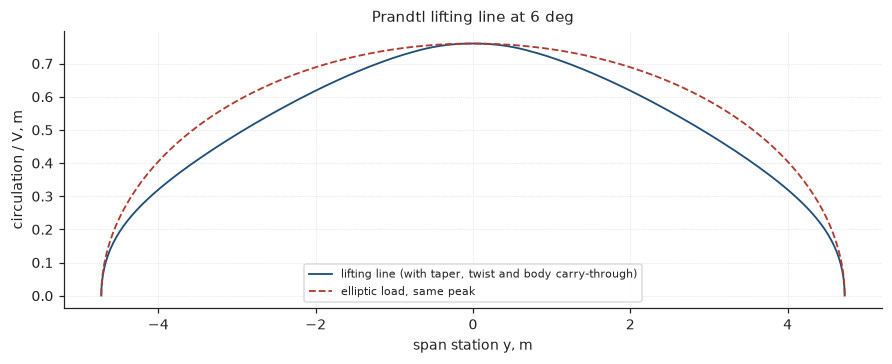 Prandtl lifting line at 6 deg
circulation / V, m
0.7
0.6
0.5
0.4
0.3
0.2
0.1
0.0
lifting line (with taper, twist and body carry-through)
elliptic load, same peak
−4
−2
0
2
4
span station y, m